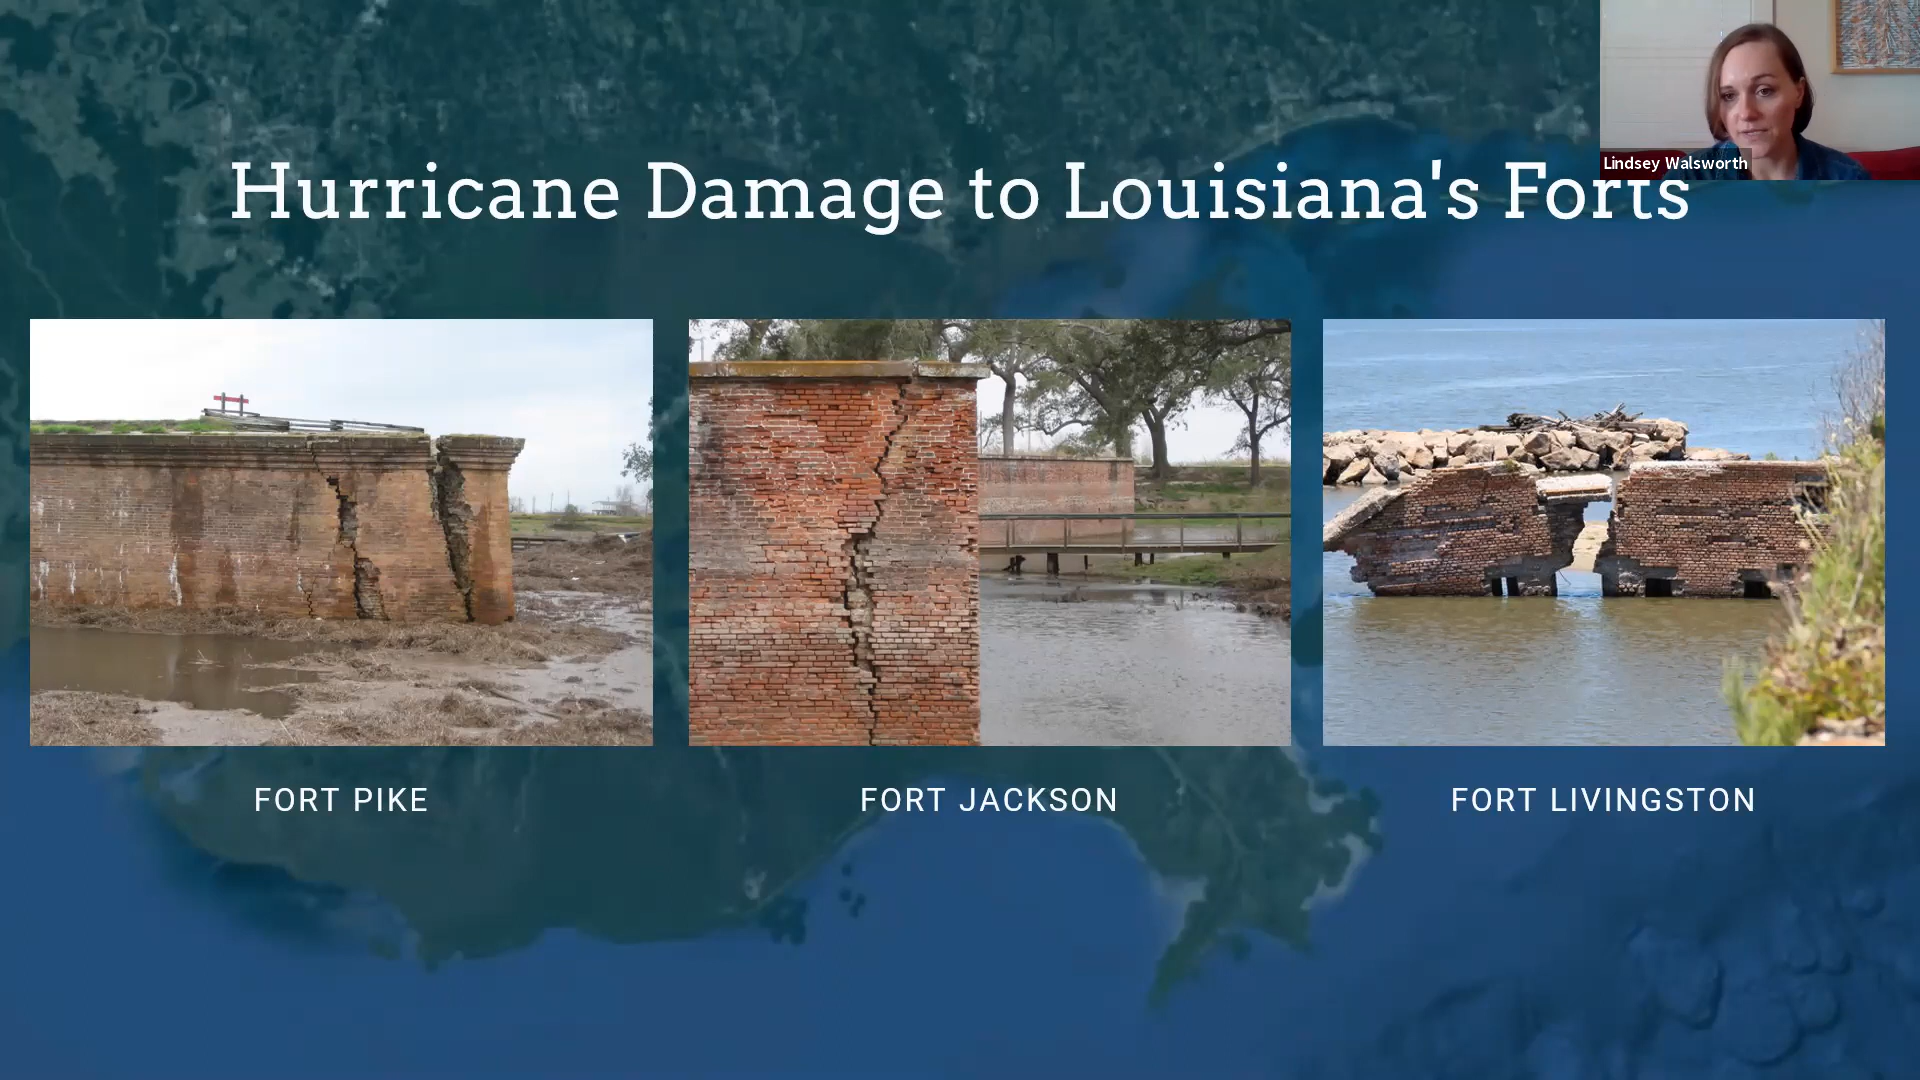 Lindsey Walsworth
Hurricane Damage to Louisiana's Forts
FORT PIKE
FORT JACKSON
FORT LIVINGSTON